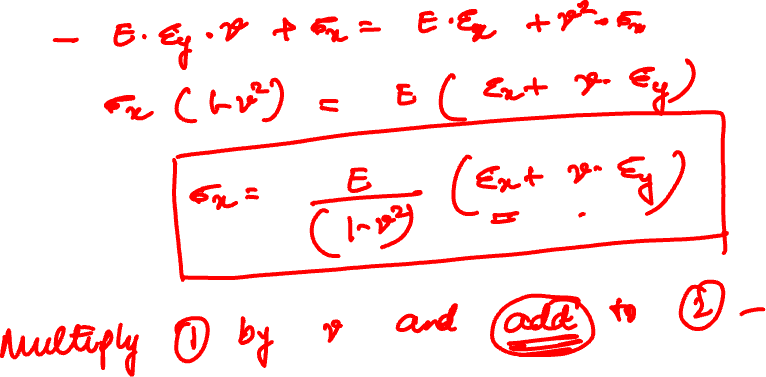 - E · εy · ν + σx = E · εx + ν² · σx
σx (1-ν²) = E ( εx + ν · εy )
σx = E/(1-ν²) ( εx + ν · εy )
Multiply ① by ν and add to ② -